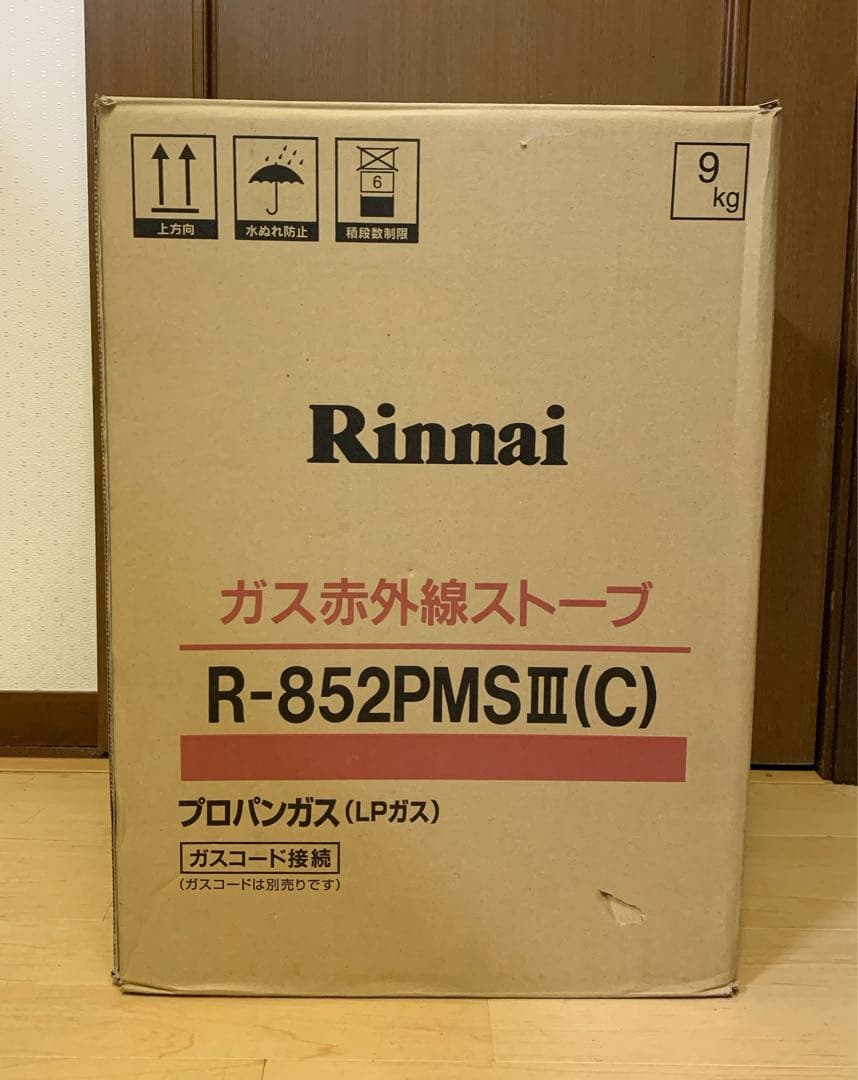 上方向
水ぬれ防止
6
積段数制限
9
kg
Rinnai
ガス赤外線ストーブ
R-852PMSⅢ(C)
プロパンガス(LPガス)
ガスコード接続
(ガスコードは別売りです)